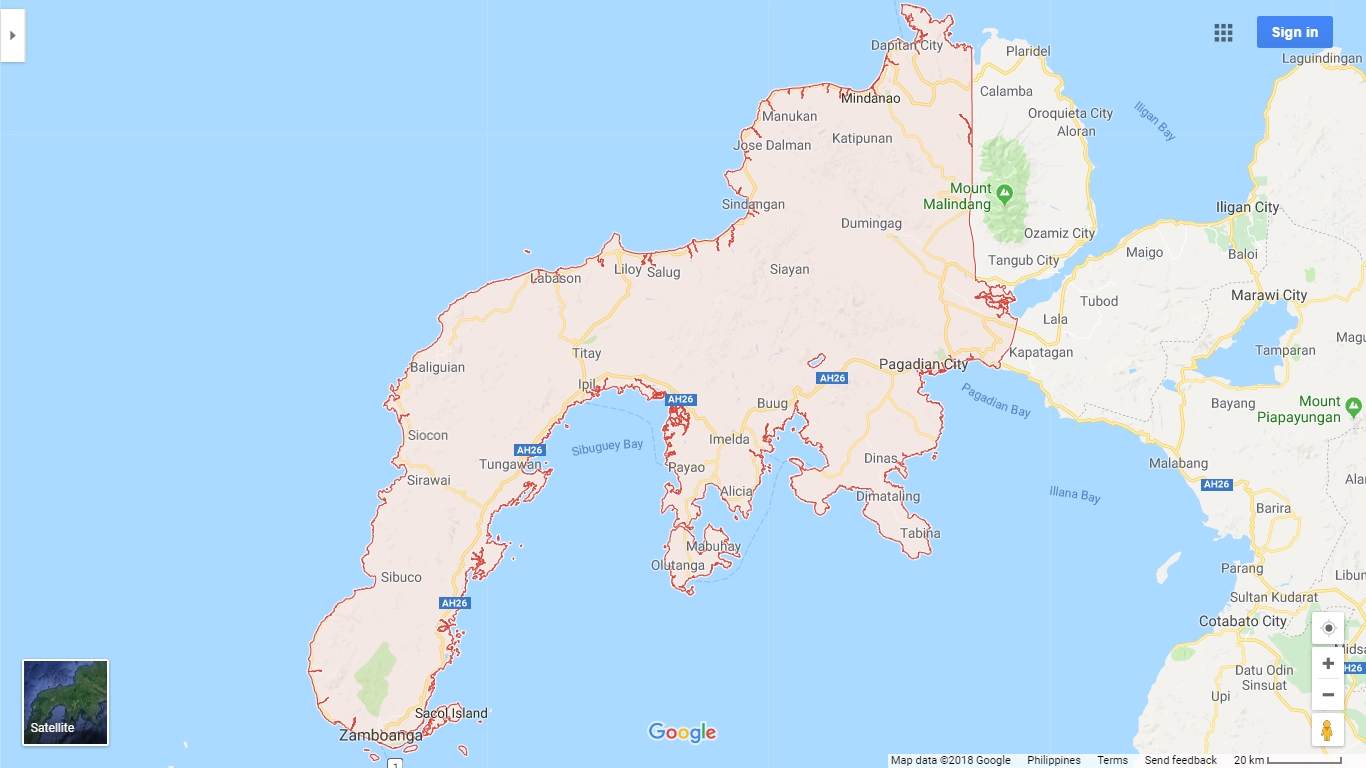 Sign in
Dapitan City
Plaridel
Laguindingan
Calamba
Mindanao
Manukan
Oroquieta City
Iligan Bay
Aloran
Katipunan
Jose Dalman
Mount
Malindang
Sindangan
Iligan City
Dumingag
Ozamiz City
Maigo
Baloi
Tangub City
Liloy
Salug
Siayan
Labason
Marawi City
Tubod
Lala
Magu
Titay
Kapatagan
Tamparan
Pagadian City
Baliguian
AH26
Ipil
AH26
Pagadian Bay
Buug
Bayang
Mount
Piapayungan
Siocon
Imelda
Sibuguey Bay
AH26
Tungawan
Dinas
Malabang
Payao
Sirawai
Alicia
AH26
Illana Bay
Dimataling
Barira
Tabina
Mabuhay
Olutanga
Parang
Sibuco
Libun
Sultan Kudarat
AH26
Cotabato City
Midsa
H26
Datu Odin
Sinsuat
Upi
Sacol Island
Satellite
Zamboanga
Google
1
Map data ©2018 Google
Philippines
Terms
Send feedback
20 km